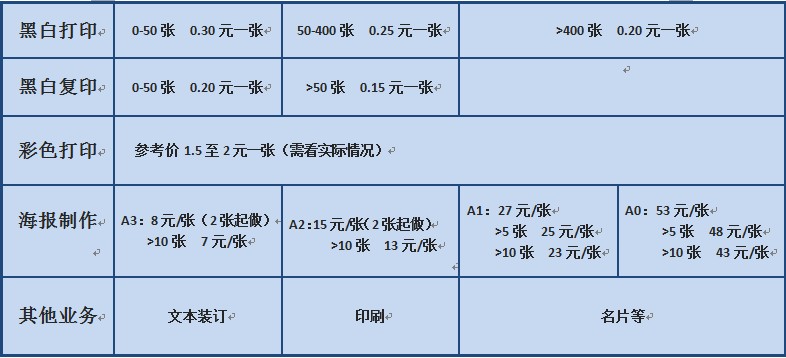 黑白打印 0-50 张 0.30 元一张 50-400 张 0.25 元一张 >400 张 0.20 元一张
黑白复印 0-50 张 0.20 元一张 >50 张 0.15 元一张
彩色打印 参考价 1.5 至 2 元一张（需看实际情况）
海报制作
A3：8 元/张（2 张起做）
>10 张 7 元/张
A2:15 元/张（2 张起做）
>10 张 13 元/张
A1：27 元/张
>5 张 25 元/张
>10 张 23 元/张
A0：53 元/张
>5 张 48 元/张
>10 张 43 元/张
其他业务 文本装订 印刷 名片等